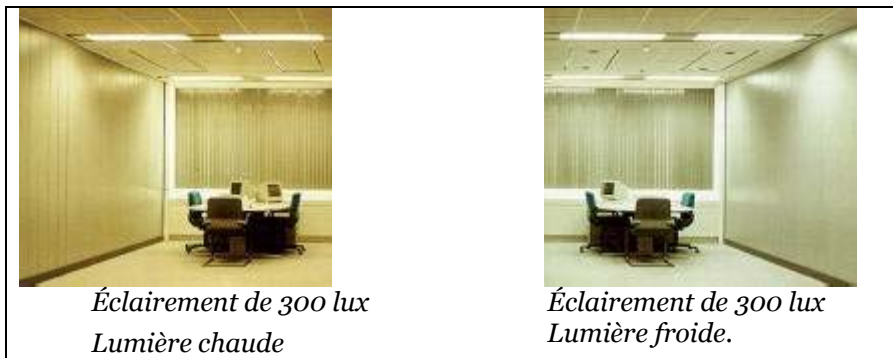 Éclairement de 300 lux
Lumière chaude
Éclairement de 300 lux
Lumière froide.